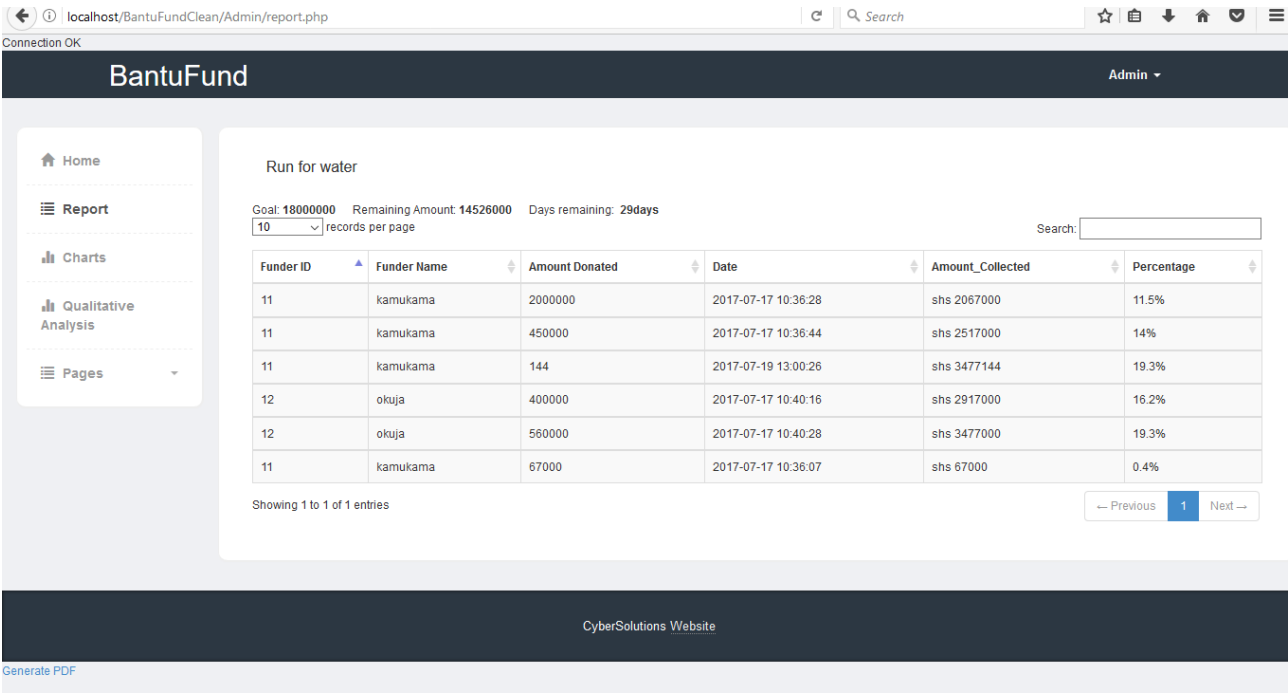 localhost/BantuFundClean/Admin/report.php Search
Connection OK
BantuFund Admin
Home
Report
Charts
Qualitative
Analysis
Pages
Run for water
Goal: 18000000 Remaining Amount: 14526000 Days remaining: 29days
10 records per page Search:
Funder ID Funder Name Amount Donated Date Amount_Collected Percentage
11 kamukama 2000000 2017-07-17 10:36:28 shs 2067000 11.5%
11 kamukama 450000 2017-07-17 10:36:44 shs 2517000 14%
11 kamukama 144 2017-07-19 13:00:26 shs 3477144 19.3%
12 okuja 400000 2017-07-17 10:40:16 shs 2917000 16.2%
12 okuja 560000 2017-07-17 10:40:28 shs 3477000 19.3%
11 kamukama 67000 2017-07-17 10:36:07 shs 67000 0.4%
Showing 1 to 1 of 1 entries ← Previous 1 Next →
CyberSolutions Website
Generate PDF